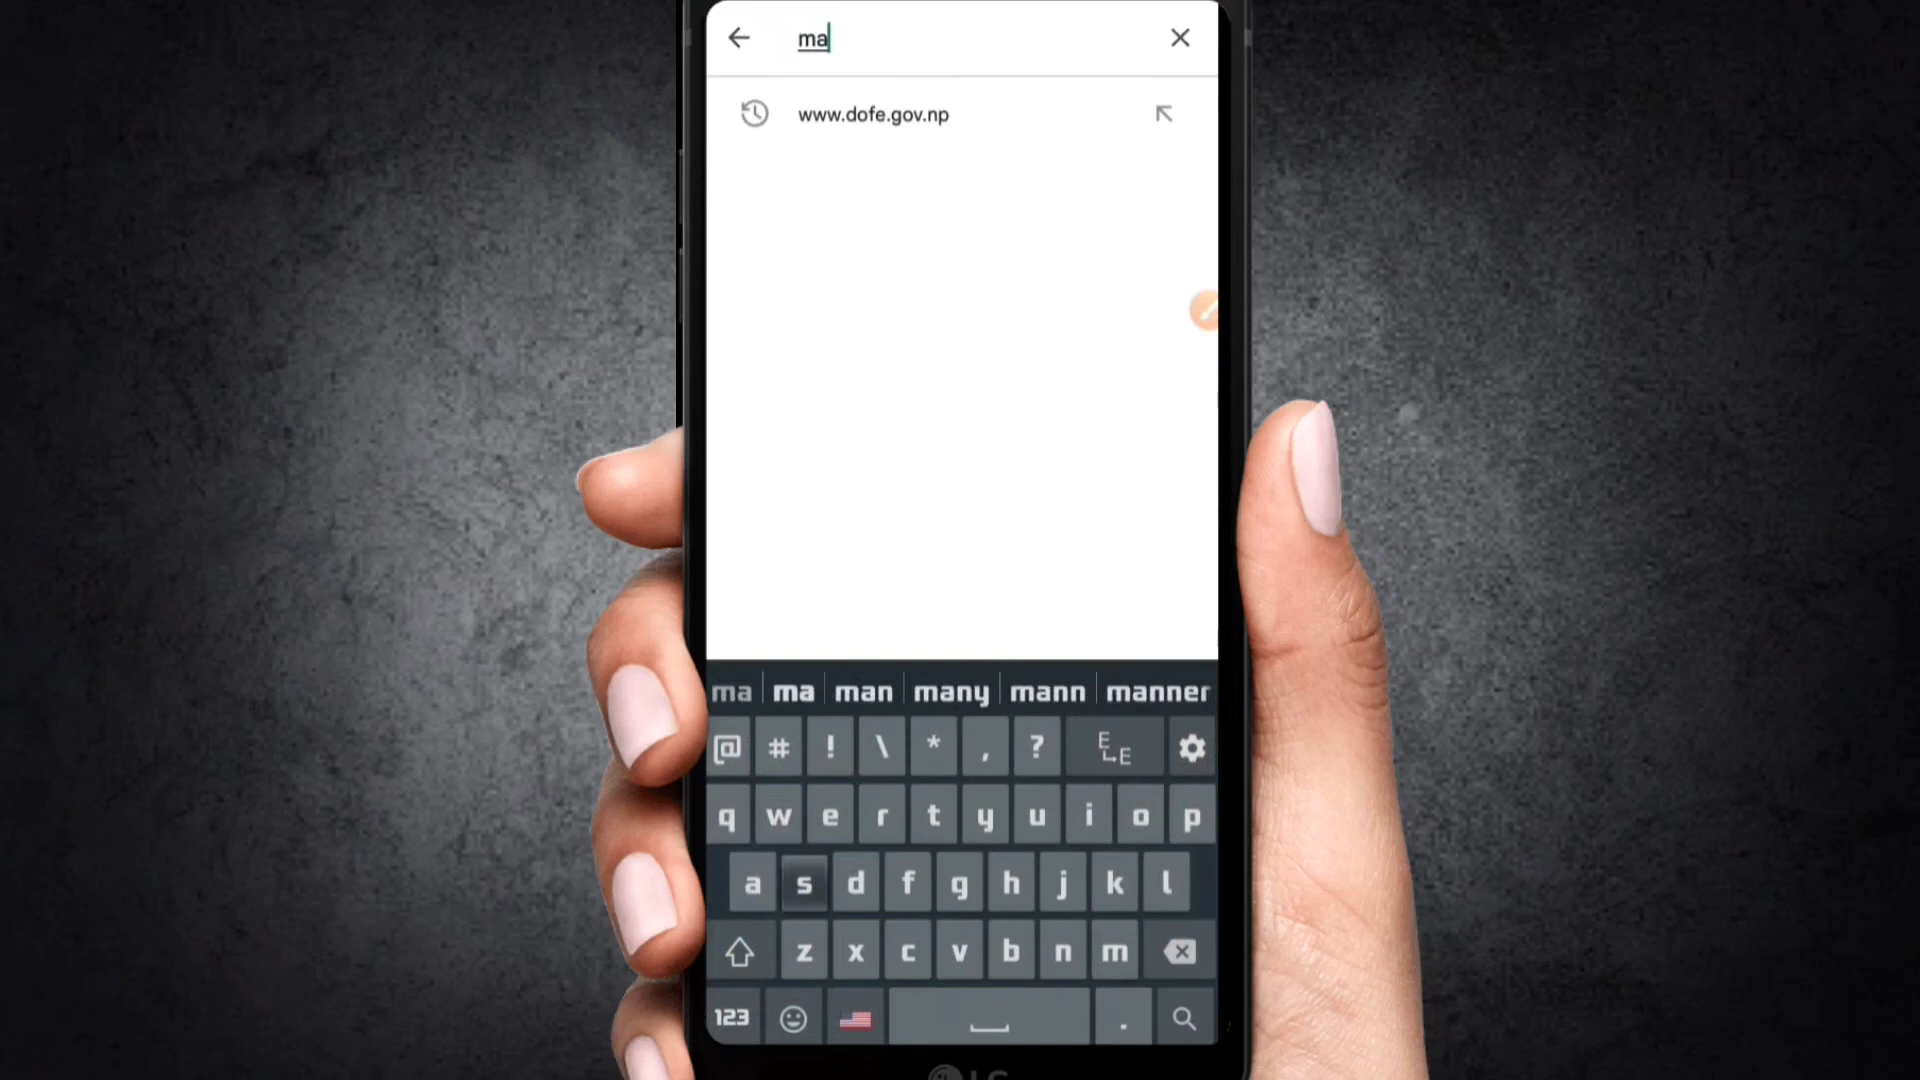 ma
www.dofe.gov.np
ma ma man many mann manner
@ # ! \ * , ? E E
q w e r t y u i o p
a s d f g h j k l
z x c v b n m
123 .